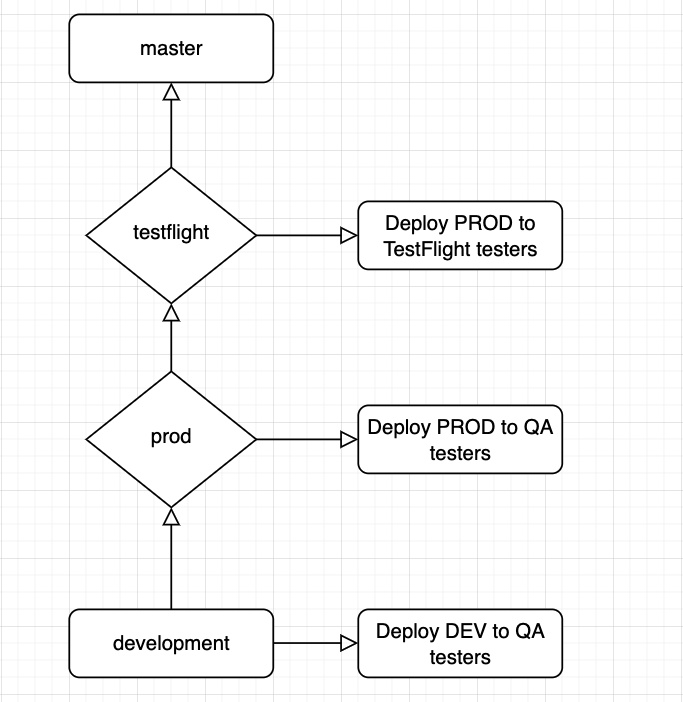 master
testflight
Deploy PROD to
TestFlight testers
prod
Deploy PROD to QA
testers
development
Deploy DEV to QA
testers